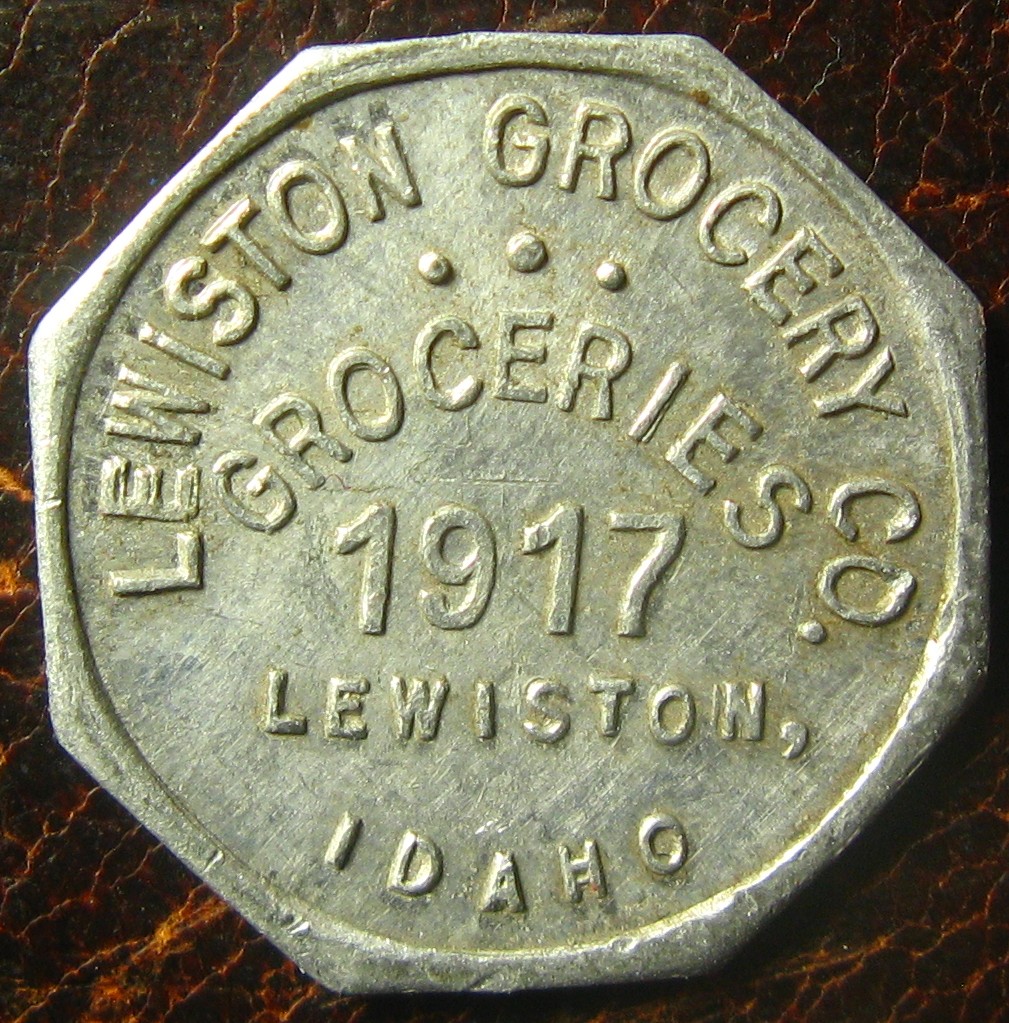 LEWISTON GROCERY CO.
GROCERIES
1917
LEWISTON,
IDAHO